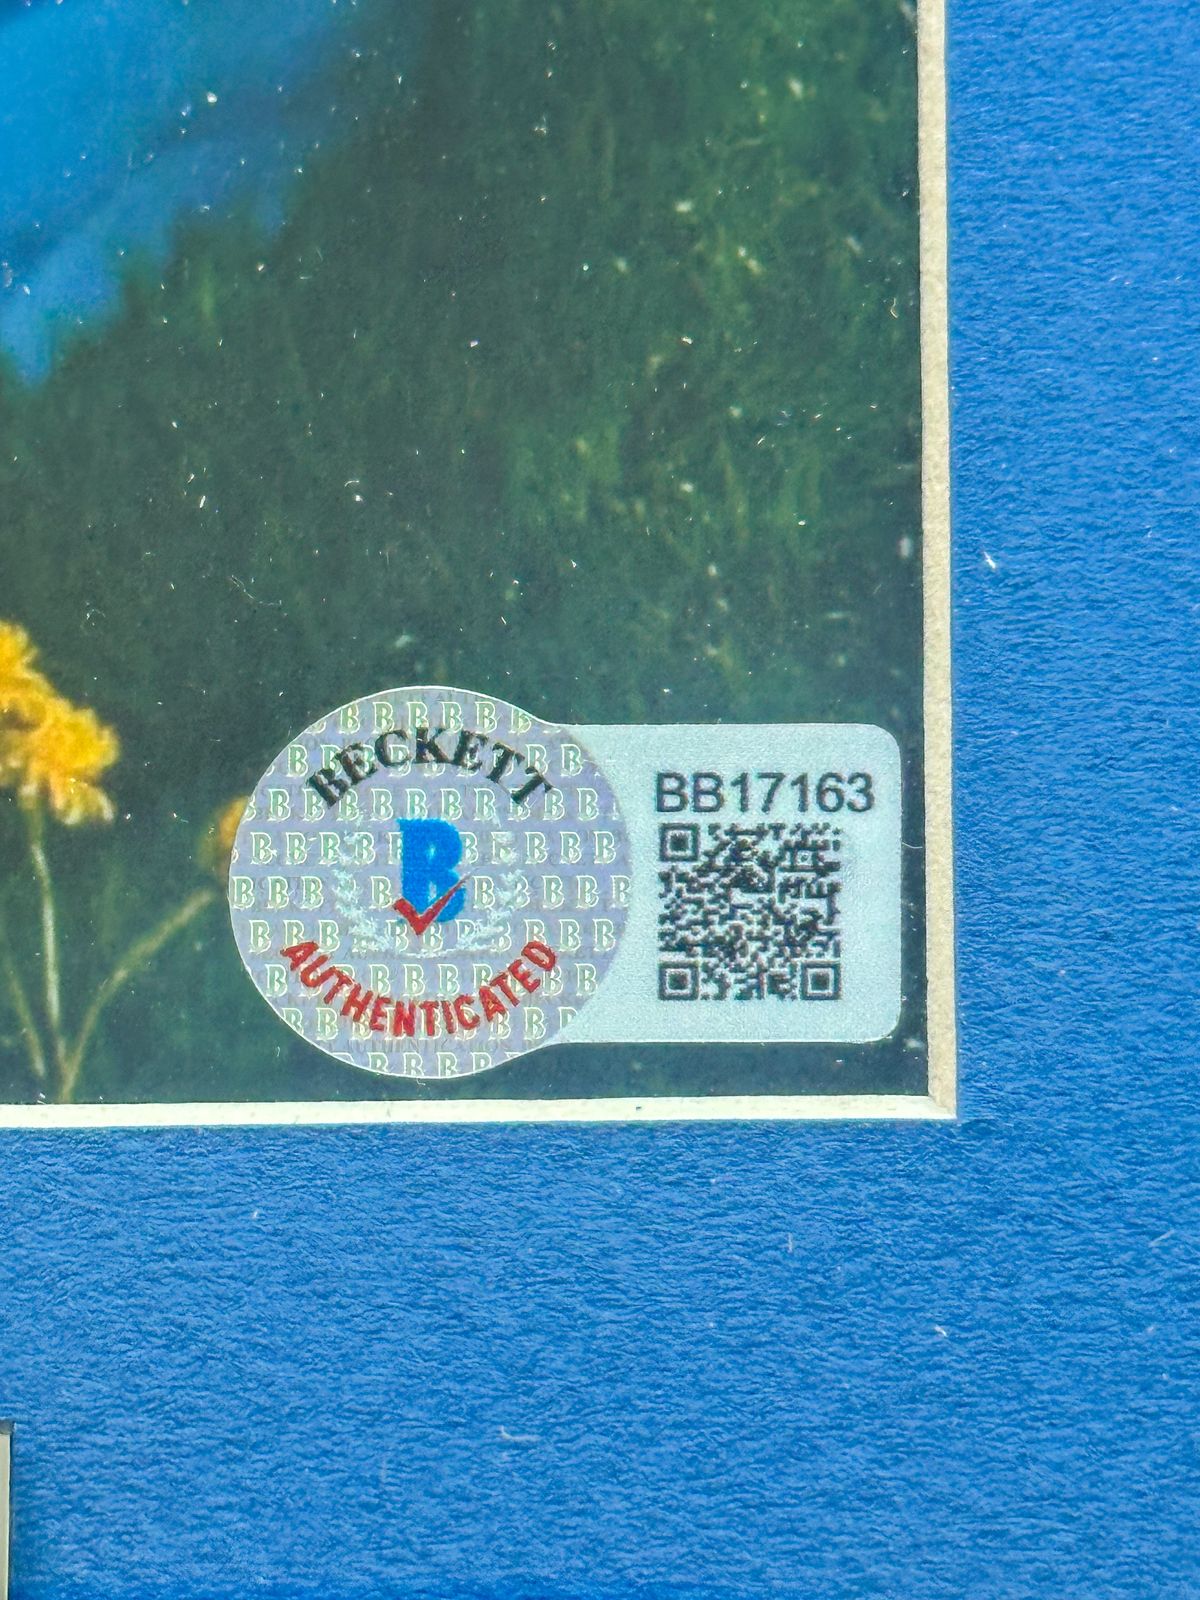 BECKETT
B
AUTHENTICATED
BB17163